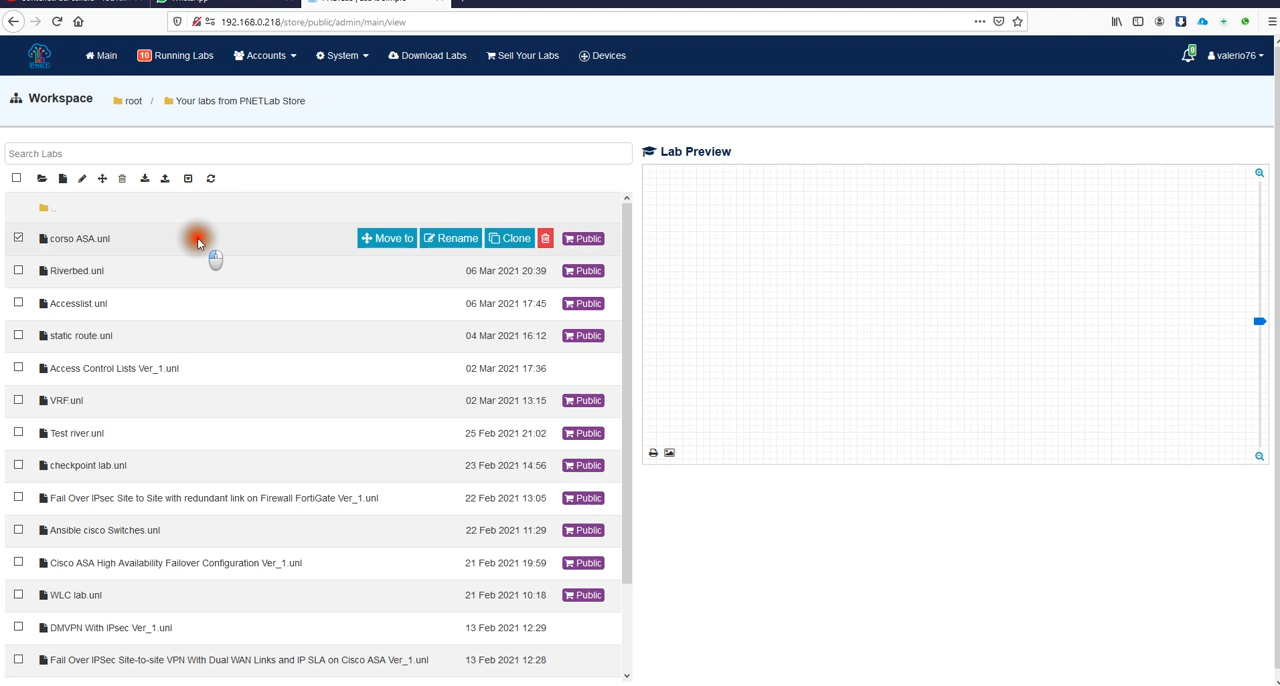 192.168.0.218/store/public/admin/main/view
PNET
Main
10 Running Labs
Accounts
System
Download Labs
Sell Your Labs
Devices
0
valerio76
Workspace
root / Your labs from PNETLab Store
Search Labs
Lab Preview
..
corso ASA.unl Move to Rename Clone Public
Riverbed.unl 06 Mar 2021 20:39 Public
Accesslist.unl 06 Mar 2021 17:45 Public
static route.unl 04 Mar 2021 16:12 Public
Access Control Lists Ver_1.unl 02 Mar 2021 17:36
VRF.unl 02 Mar 2021 13:15 Public
Test river.unl 25 Feb 2021 21:02 Public
checkpoint lab.unl 23 Feb 2021 14:56 Public
Fail Over IPsec Site to Site with redundant link on Firewall FortiGate Ver_1.unl 22 Feb 2021 13:05 Public
Ansible cisco Switches.unl 22 Feb 2021 11:29 Public
Cisco ASA High Availability Failover Configuration Ver_1.unl 21 Feb 2021 19:59 Public
WLC lab.unl 21 Feb 2021 10:18 Public
DMVPN With IPsec Ver_1.unl 13 Feb 2021 12:29
Fail Over IPSec Site-to-site VPN With Dual WAN Links and IP SLA on Cisco ASA Ver_1.unl 13 Feb 2021 12:28